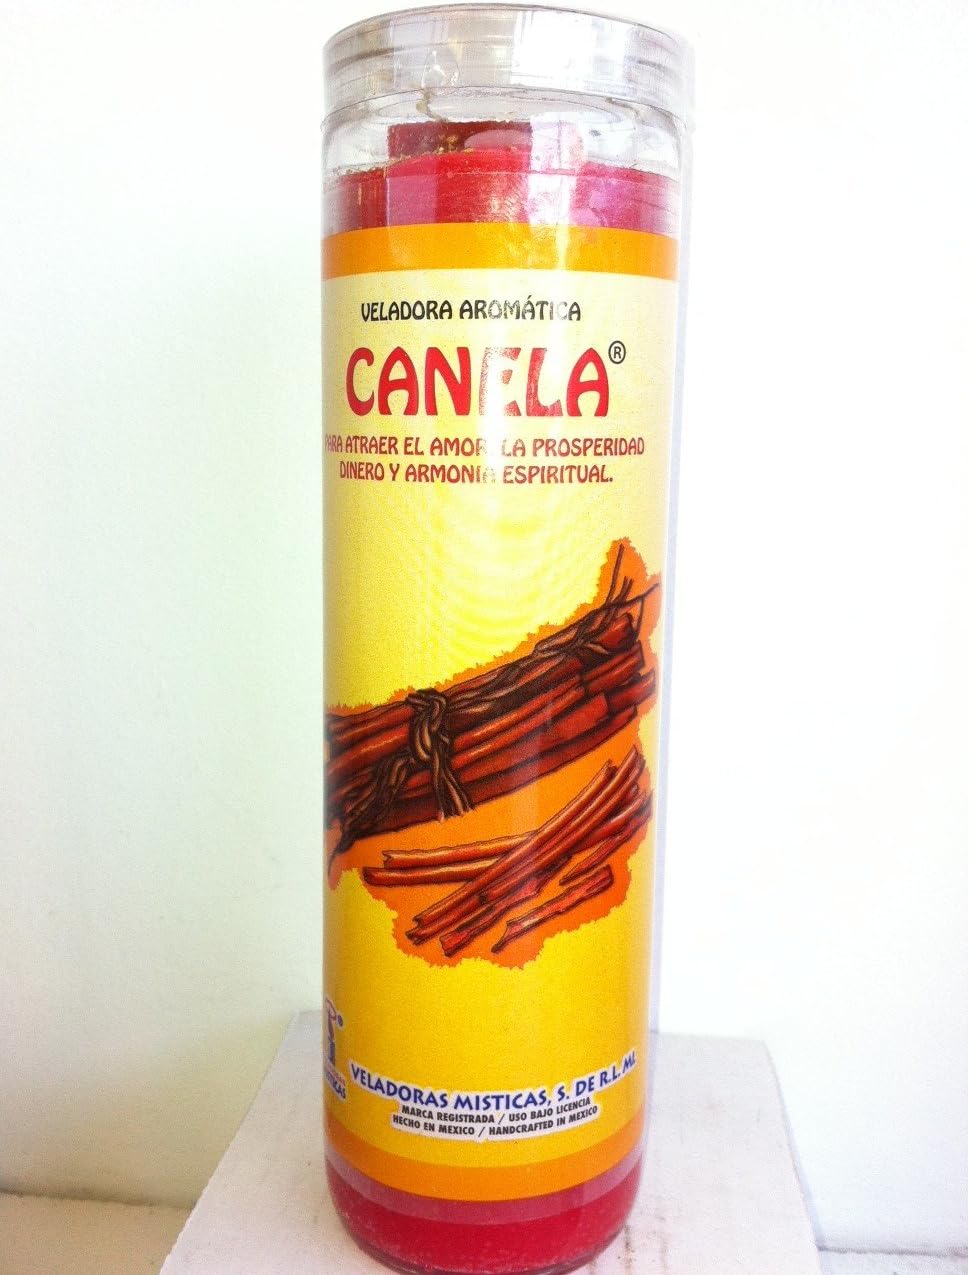 VELADORA AROMÁTICA
CANELA®
PARA ATRAER EL AMOR, LA PROSPERIDAD
DINERO Y ARMONIA ESPIRITUAL.
VELADORAS MISTICAS, S. DE R.L. MI.
MARCA REGISTRADA / USO BAJO LICENCIA
HECHO EN MEXICO / HANDCRAFTED IN MEXICO